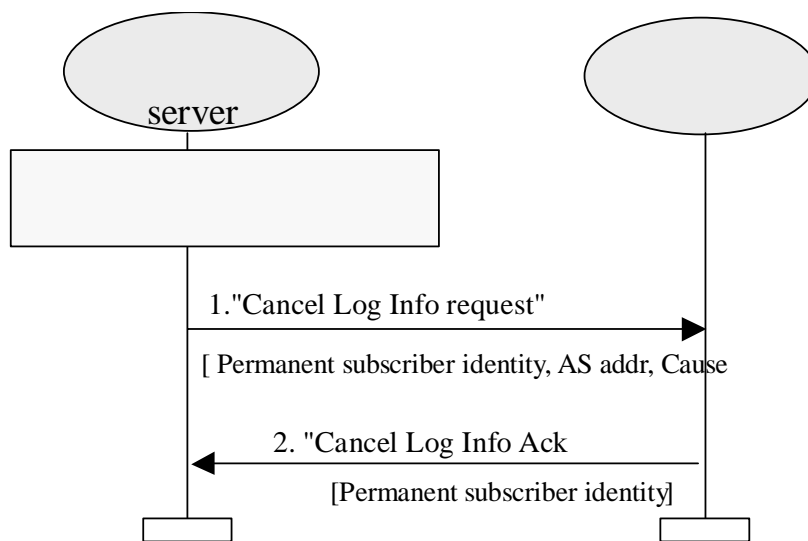 server
1."Cancel Log Info request"
[ Permanent subscriber identity, AS addr, Cause
2. "Cancel Log Info Ack
[Permanent subscriber identity]